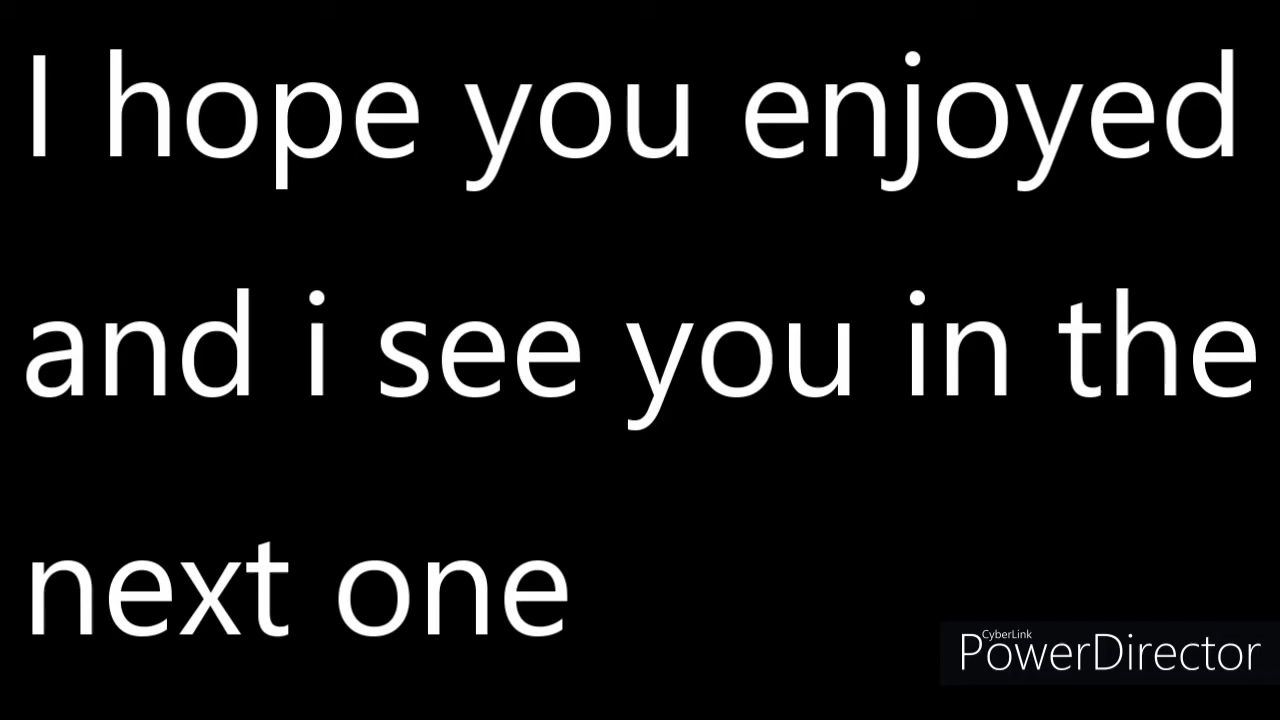 I hope you enjoyed
and i see you in the
next one
CyberLink
PowerDirector